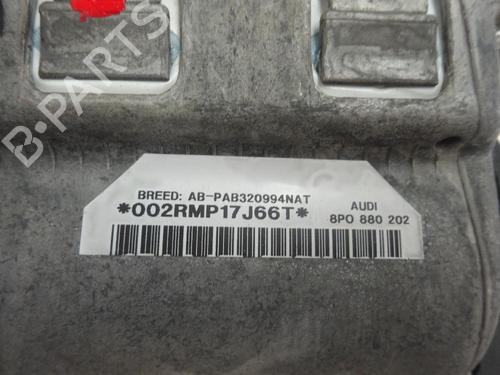 B-PARTS
BREED: AB-PAB320994NAT
*002RMP17J66T*
AUDI
8P0 880 202